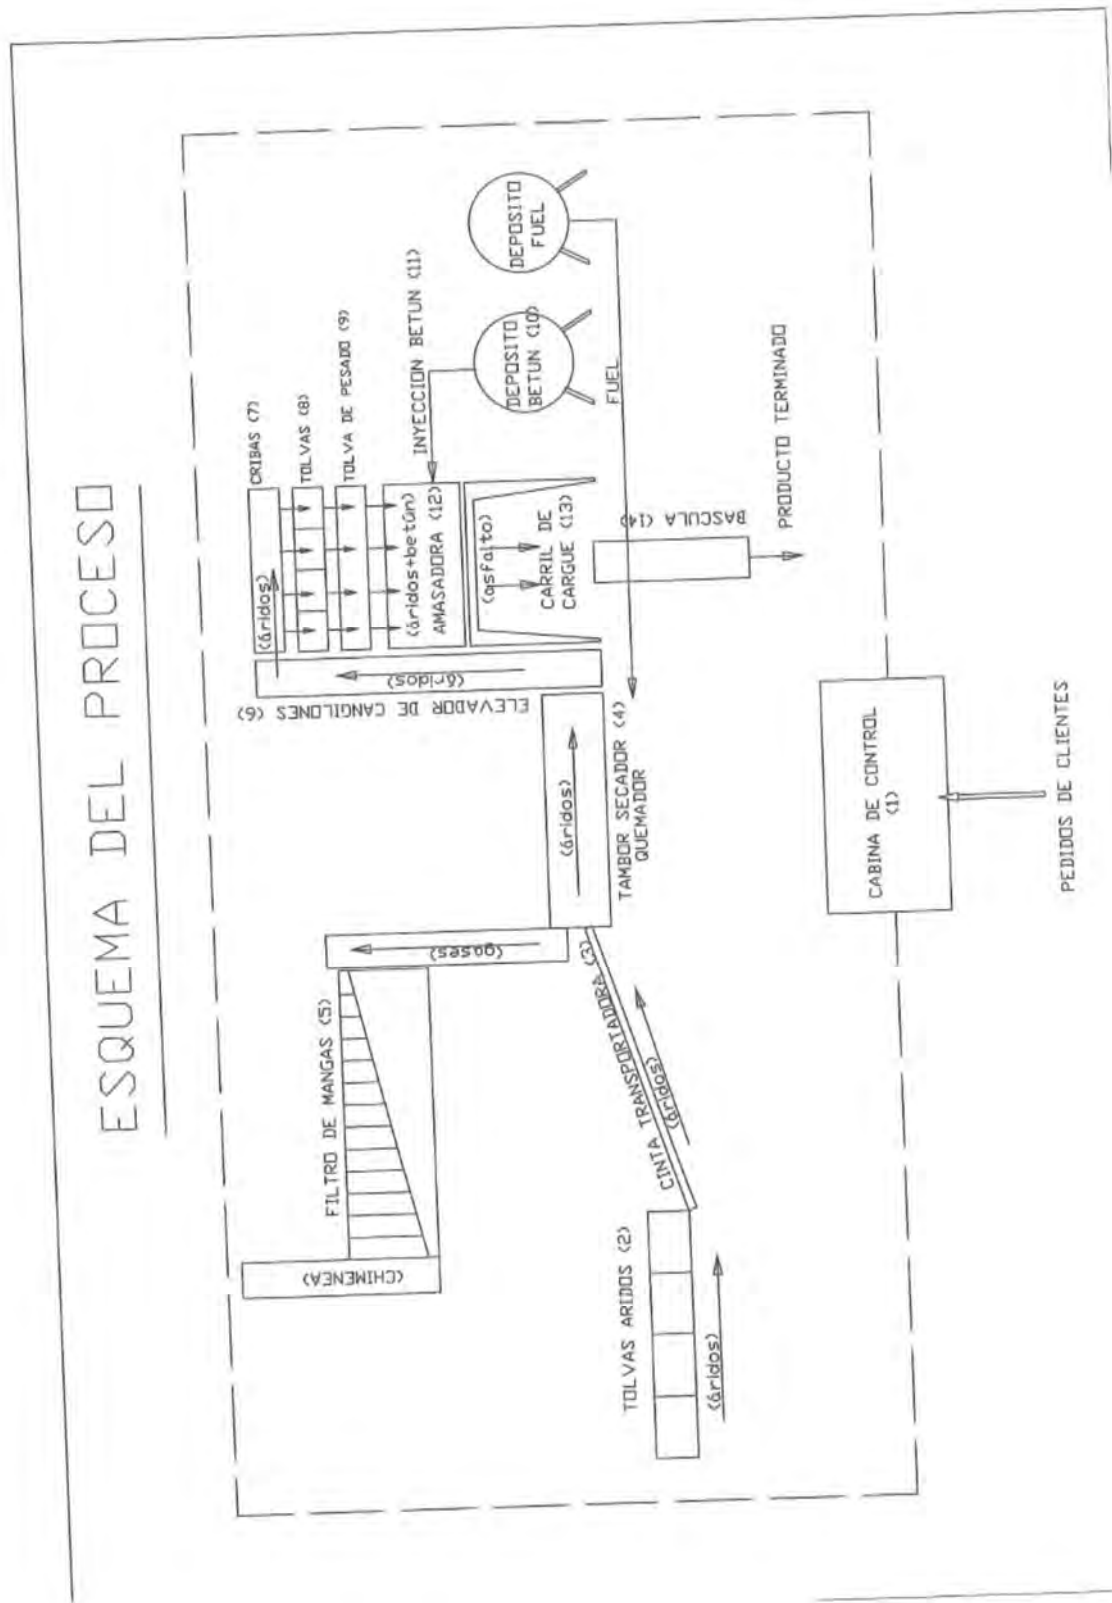 ESQUEMA DEL PROCESO
CRIBAS (7)
(áridos)
TOLVAS (8)
TOLVA DE PESADO (9)
(áridos+betún)
AMASADORA (12)
INYECCION BETUN (11)
(asfalto)
CARRIL DE
CARGUE (13)
DEPOSITO
BETUN (10)
DEPOSITO
FUEL
FUEL
BASCULA (14)
PRODUCTO TERMINADO
ELEVADOR DE CANGILONES (6)
(áridos)
(áridos)
TAMBOR SECADOR (4)
QUEMADOR
(gases)
FILTRO DE MANGAS (5)
(CHIMENEA)
CINTA TRANSPORTADORA (3)
(áridos)
TOLVAS ARIDOS (2)
(áridos)
CABINA DE CONTROL
(1)
PEDIDOS DE CLIENTES